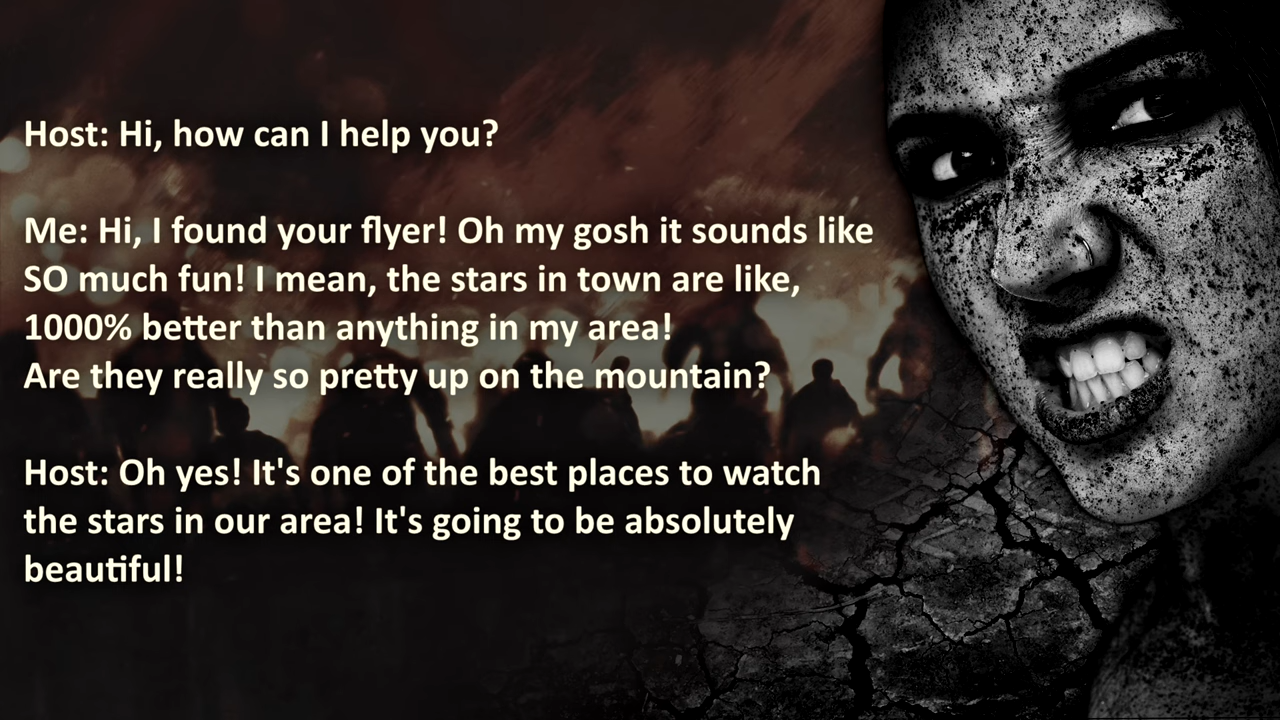 Host: Hi, how can I help you?
Me: Hi, I found your flyer! Oh my gosh it sounds like
SO much fun! I mean, the stars in town are like,
1000% better than anything in my area!
Are they really so pretty up on the mountain?
Host: Oh yes! It's one of the best places to watch
the stars in our area! It's going to be absolutely
beautiful!